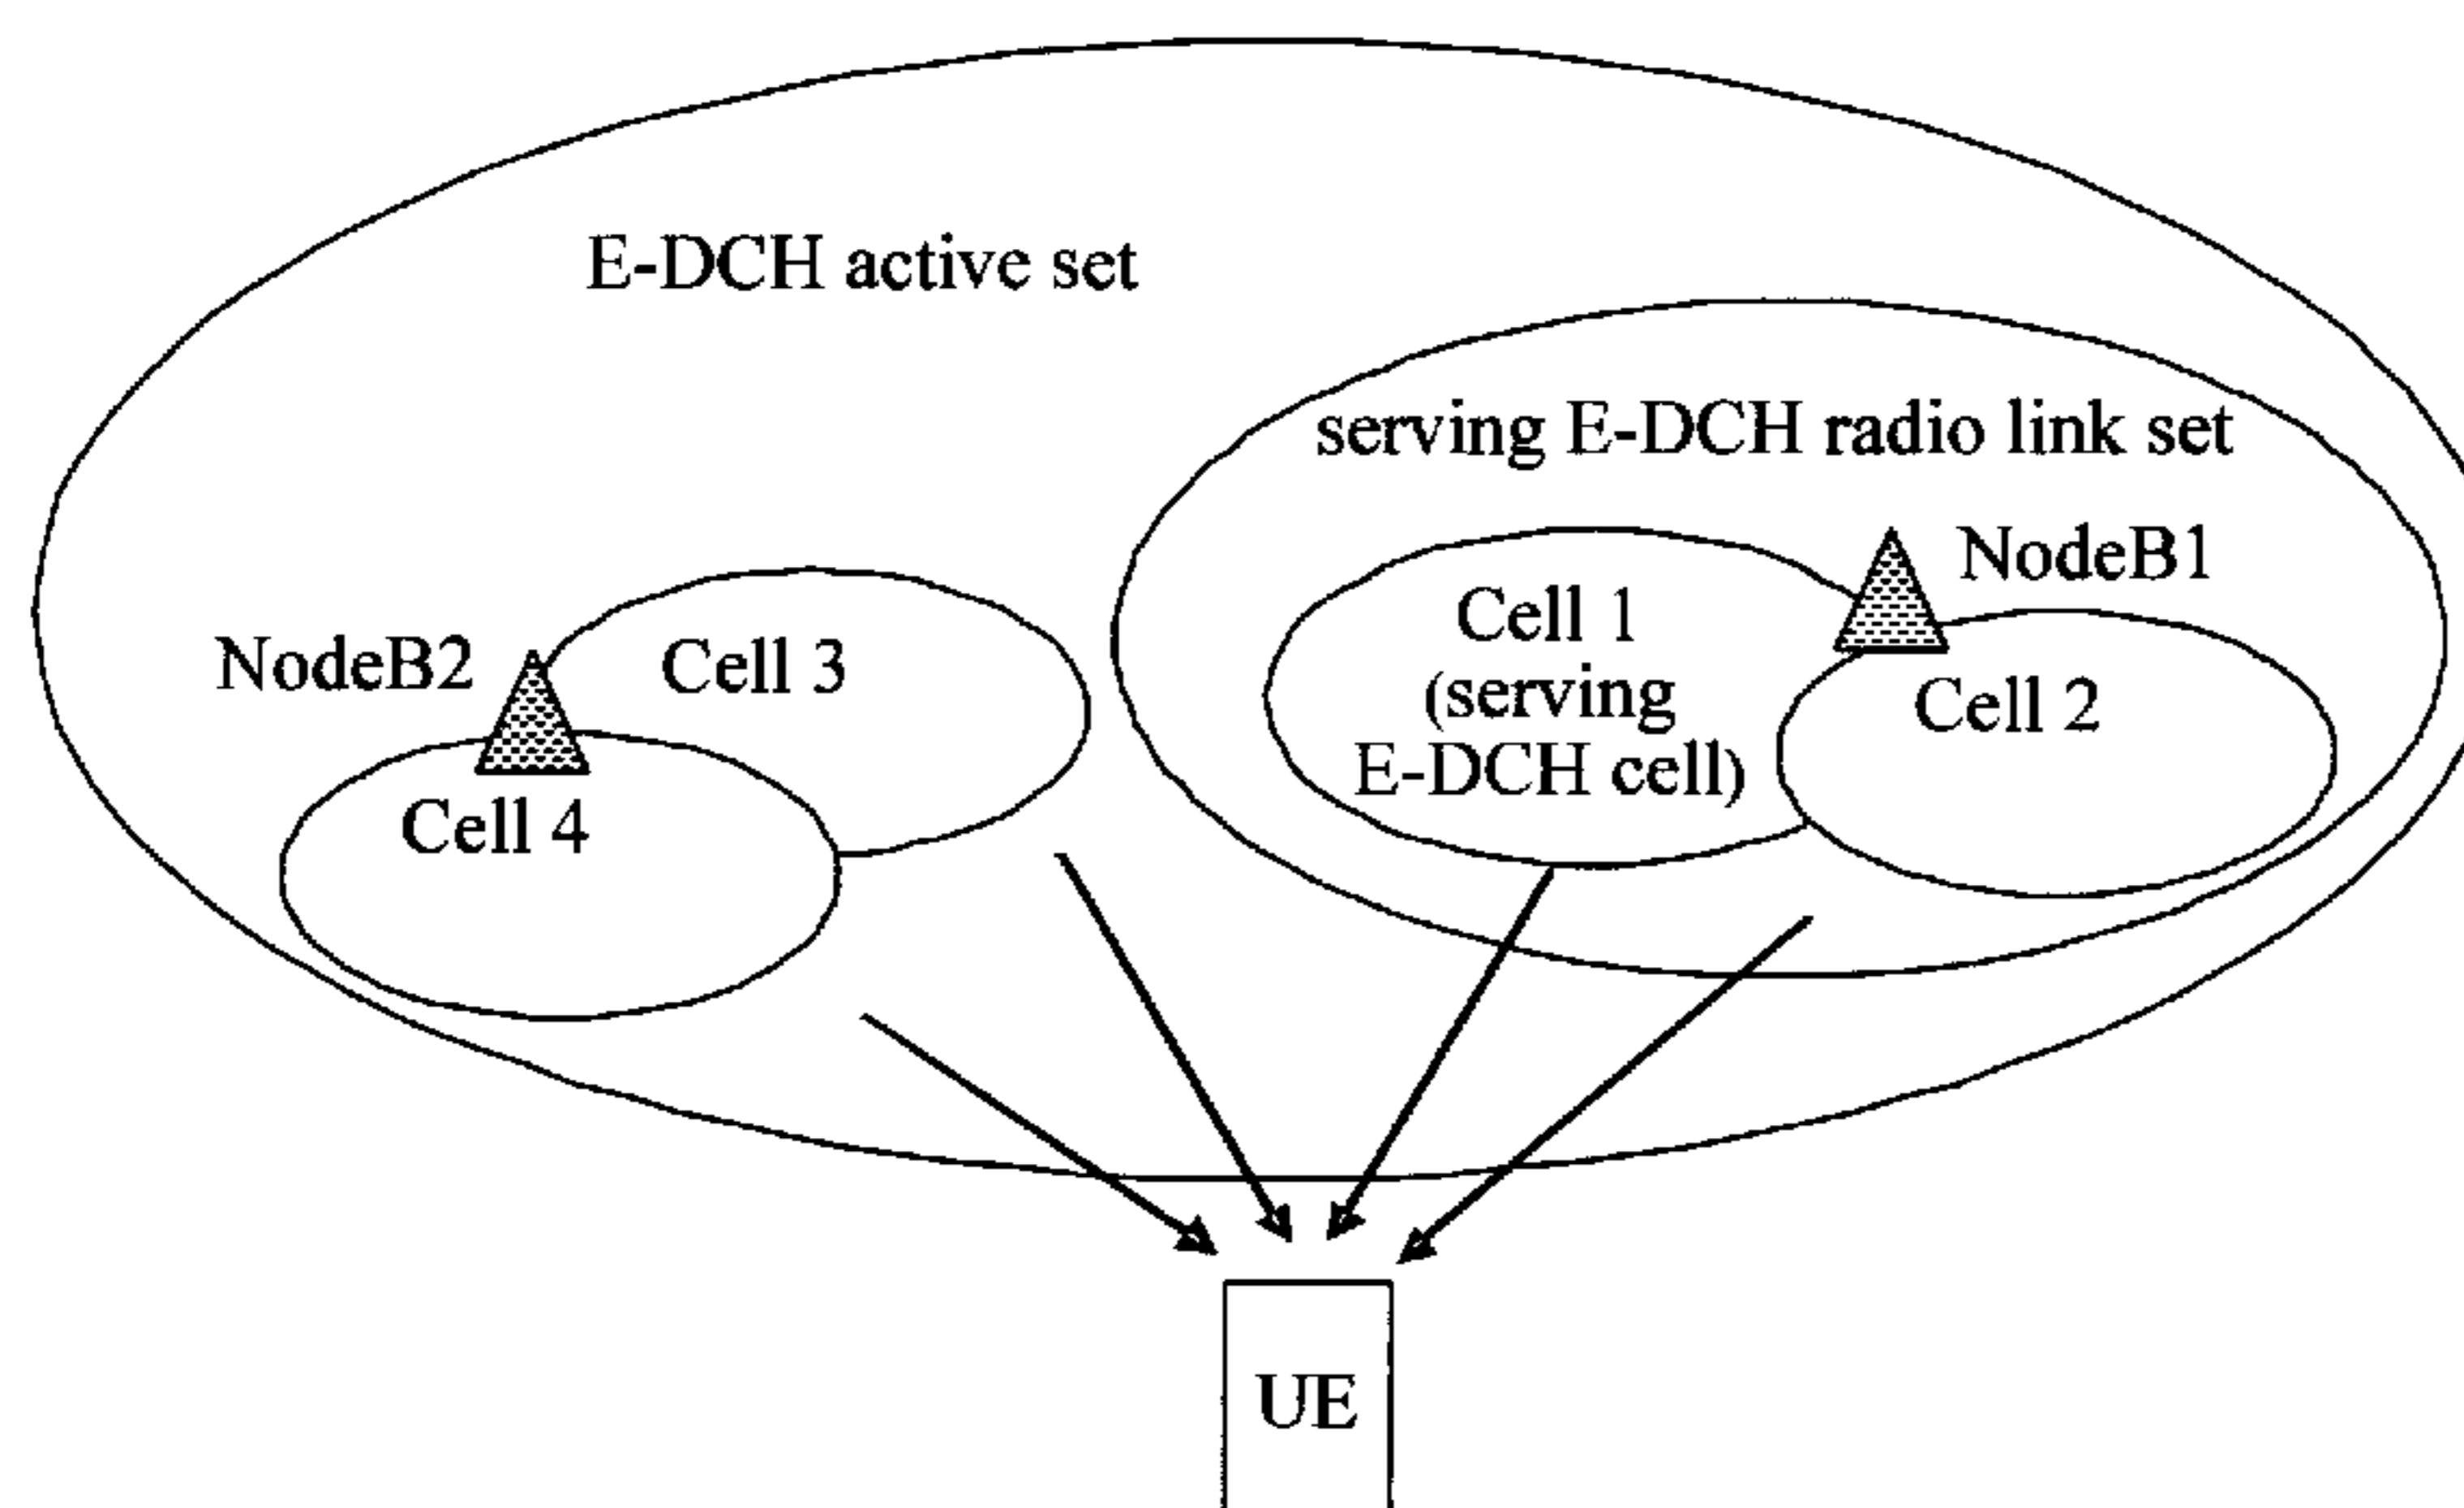 E-DCH active set
serving E-DCH radio link set
NodeB1
Cell 1
(serving
E-DCH cell)
Cell 2
NodeB2
Cell 3
Cell 4
UE